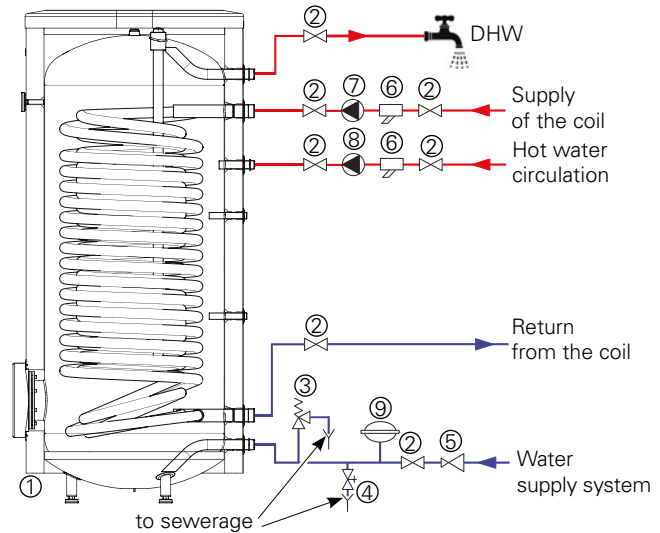 ② DHW
② ⑦ ⑥ ② Supply
of the coil
② ⑧ ⑥ ② Hot water
circulation
② Return
from the coil
③ ⑨ ② ⑤ Water
supply system
① ④
to sewerage